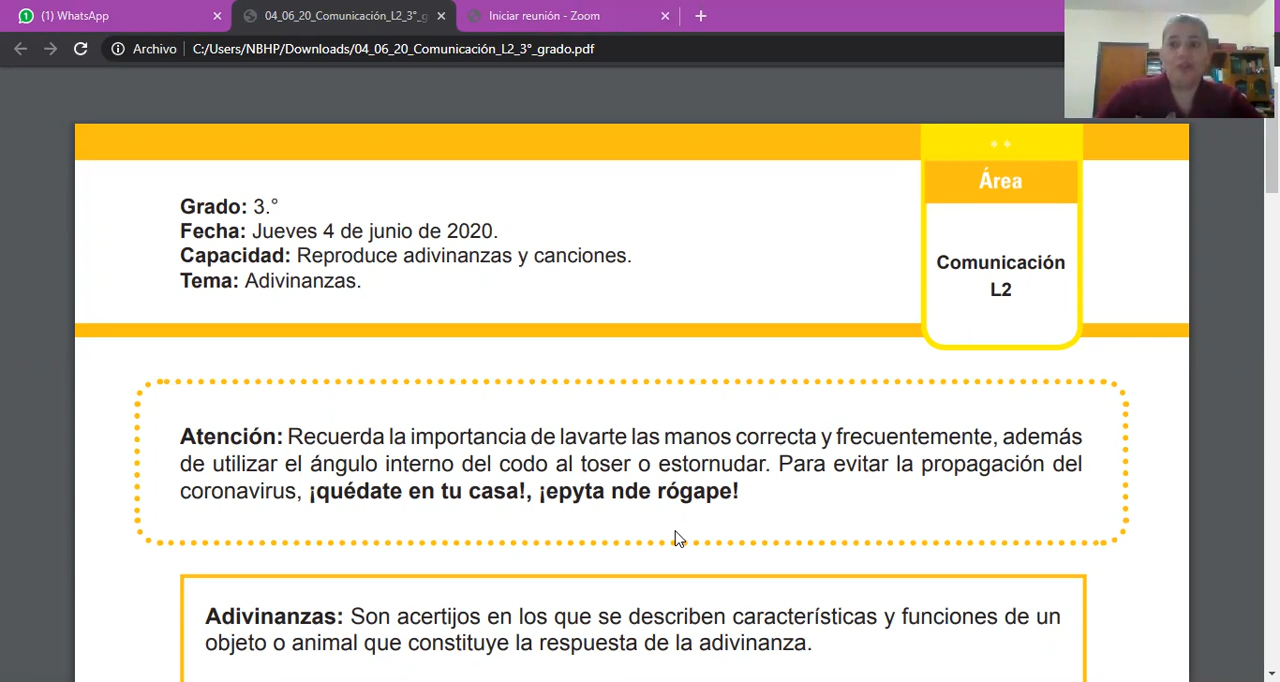 (1) WhatsApp
04_06_20_Comunicación_L2_3°_g
Iniciar reunión - Zoom
Archivo
C:/Users/NBHP/Downloads/04_06_20_Comunicación_L2_3°_grado.pdf
Área
Comunicación
L2
Grado: 3.°
Fecha: Jueves 4 de junio de 2020.
Capacidad: Reproduce adivinanzas y canciones.
Tema: Adivinanzas.
Atención: Recuerda la importancia de lavarte las manos correcta y frecuentemente, además
de utilizar el ángulo interno del codo al toser o estornudar. Para evitar la propagación del
coronavirus, ¡quédate en tu casa!, ¡epyta nde rógape!
Adivinanzas: Son acertijos en los que se describen características y funciones de un
objeto o animal que constituye la respuesta de la adivinanza.